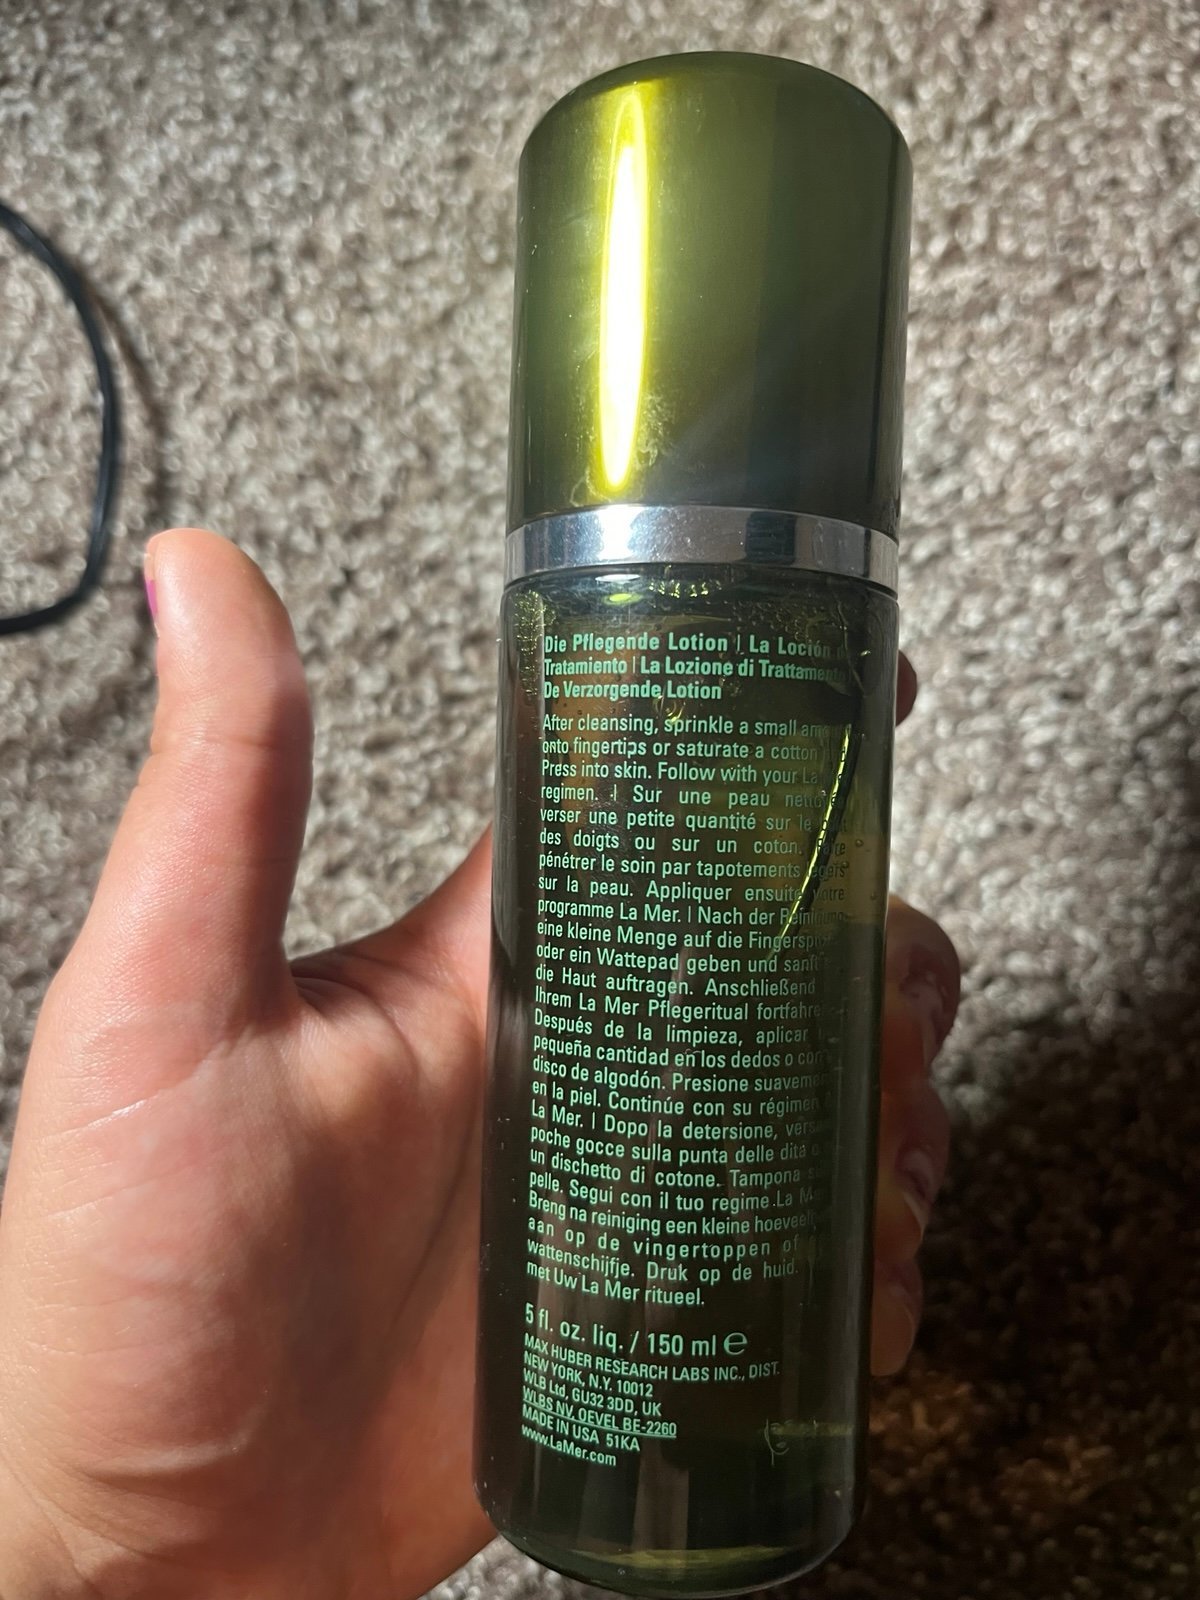 Die Pflegende Lotion | La Loción
Tratamiento | La Lozione di Trattamento
De Verzorgende Lotion
After cleansing, sprinkle a small
onto fingertips or saturate a cotton
Press into skin. Follow with your La
regimen. | Sur une peau
verser une petite quantité sur le
des doigts ou sur un coton.
pénétrer le soin par tapotements légers
sur la peau. Appliquer ensuite votre
programme La Mer. | Nach der Reinigung
eine kleine Menge auf die
oder ein Wattepad geben und sanft
die Haut auftragen. Anschließend
Ihrem La Mer Pflegeritual
Después de la limpieza, aplicar
pequeña cantidad en los dedos o con
disco de algodón. Presione
en la piel. Continúe con su régimen
La Mer. | Dopo la detersione,
poche gocce sulla punta delle dita
un dischetto di cotone. Tampona
pelle. Segui con il tuo regime La
Breng na reiniging een kleine
aan op de vingertoppen of
wattenschijfje. Druk op de huid.
met Uw La Mer ritueel.
5 fl. oz. liq. / 150 ml ℮
MAX HUBER RESEARCH LABS INC., DIST.
NEW YORK, N.Y. 10012
WLB Ltd, GU32 3DD, UK
WLBS NV, OEVEL BE-2260
MADE IN USA 51KA
www.LaMer.com